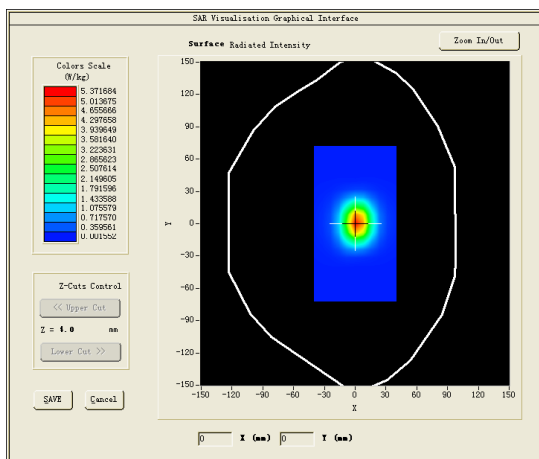 SAR Visualisation Graphical Interface
Surface Radiated Intensity
Zoom In/Out
Colors Scale
(W/kg)
5.371684
5.013675
4.655666
4.297658
3.939649
3.581640
3.223631
2.865623
2.507614
2.149605
1.791596
1.433588
1.075579
0.717570
0.359561
0.001552
150
120
90
60
30
0
-30
-60
-90
-120
-150
Y
-150 -120 -90 -60 -30 0 30 60 90 120 150
X
Z-Cuts Control
<< Upper Cut
Z = 4.0 mm
Lower Cut >>
SAVE Cancel
0 X (mm) 0 Y (mm)